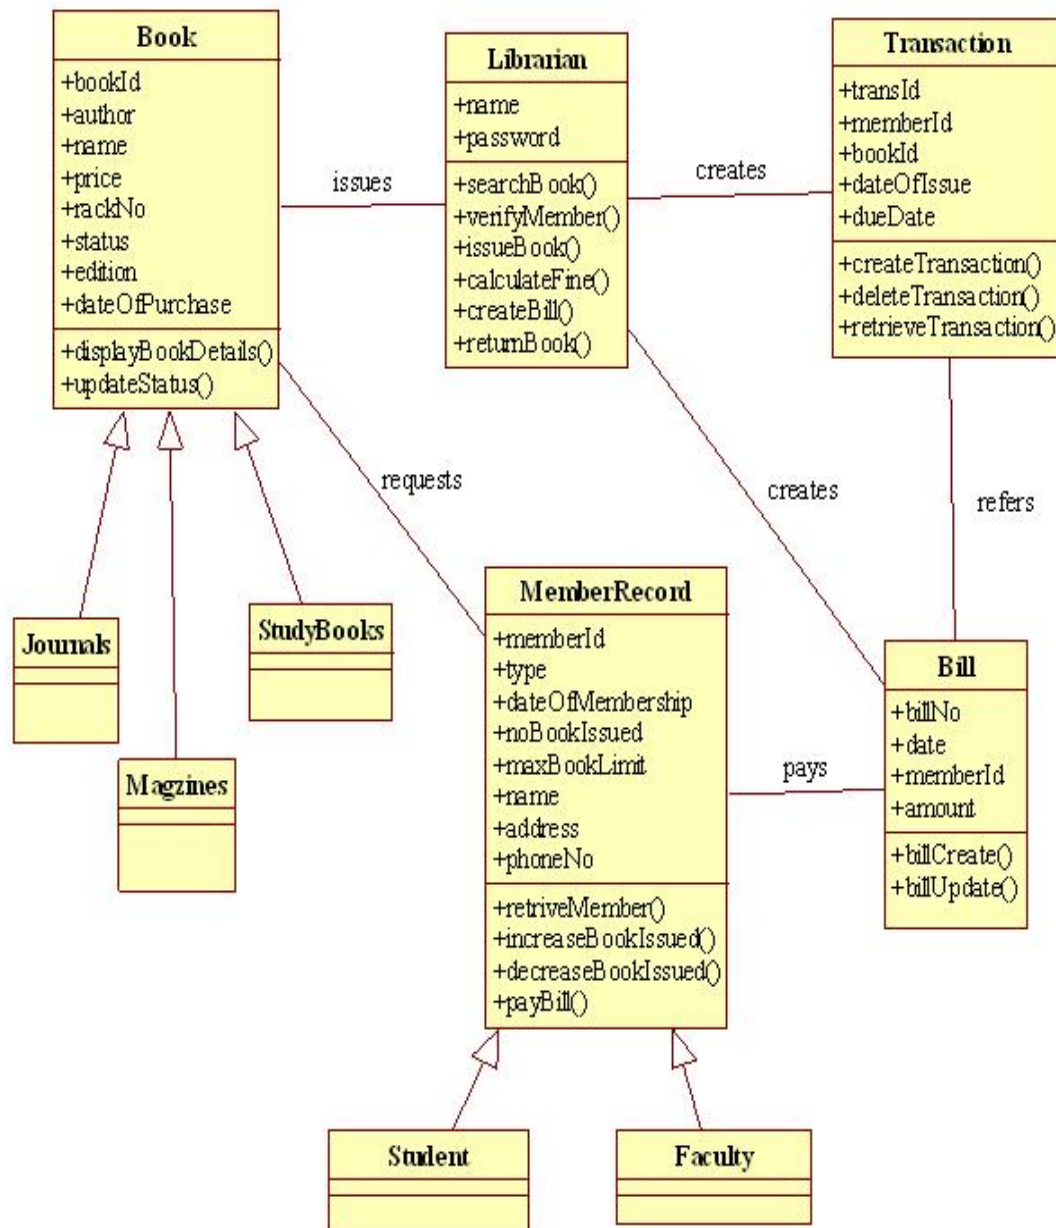 Book
+bookId
+author
+name
+price
+rackNo
+status
+edition
+dateOfPurchase
+displayBookDetails()
+updateStatus()
issues
Librarian
+name
+password
+searchBook()
+verifyMember()
+issueBook()
+calculateFine()
+createBill()
+returnBook()
creates
Transaction
+transId
+memberId
+bookId
+dateOfIssue
+dueDate
+createTransaction()
+deleteTransaction()
+retrieveTransaction()
requests
creates
refers
Journals
Magzines
StudyBooks
MemberRecord
+memberId
+type
+dateOfMembership
+noBookIssued
+maxBookLimit
+name
+address
+phoneNo
+retriveMember()
+increaseBookIssued()
+decreaseBookIssued()
+payBill()
pays
Bill
+billNo
+date
+memberId
+amount
+billCreate()
+billUpdate()
Student
Faculty